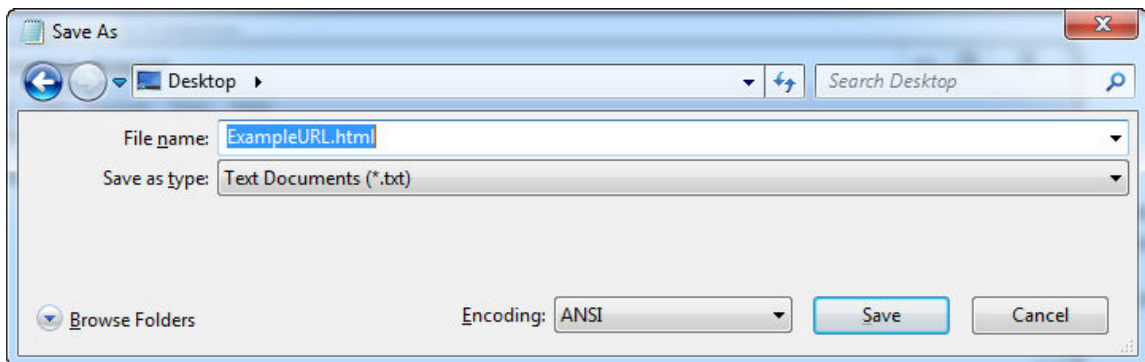 Save As
Desktop
Search Desktop
File name: ExampleURL.html
Save as type: Text Documents (*.txt)
Browse Folders Encoding: ANSI Save Cancel